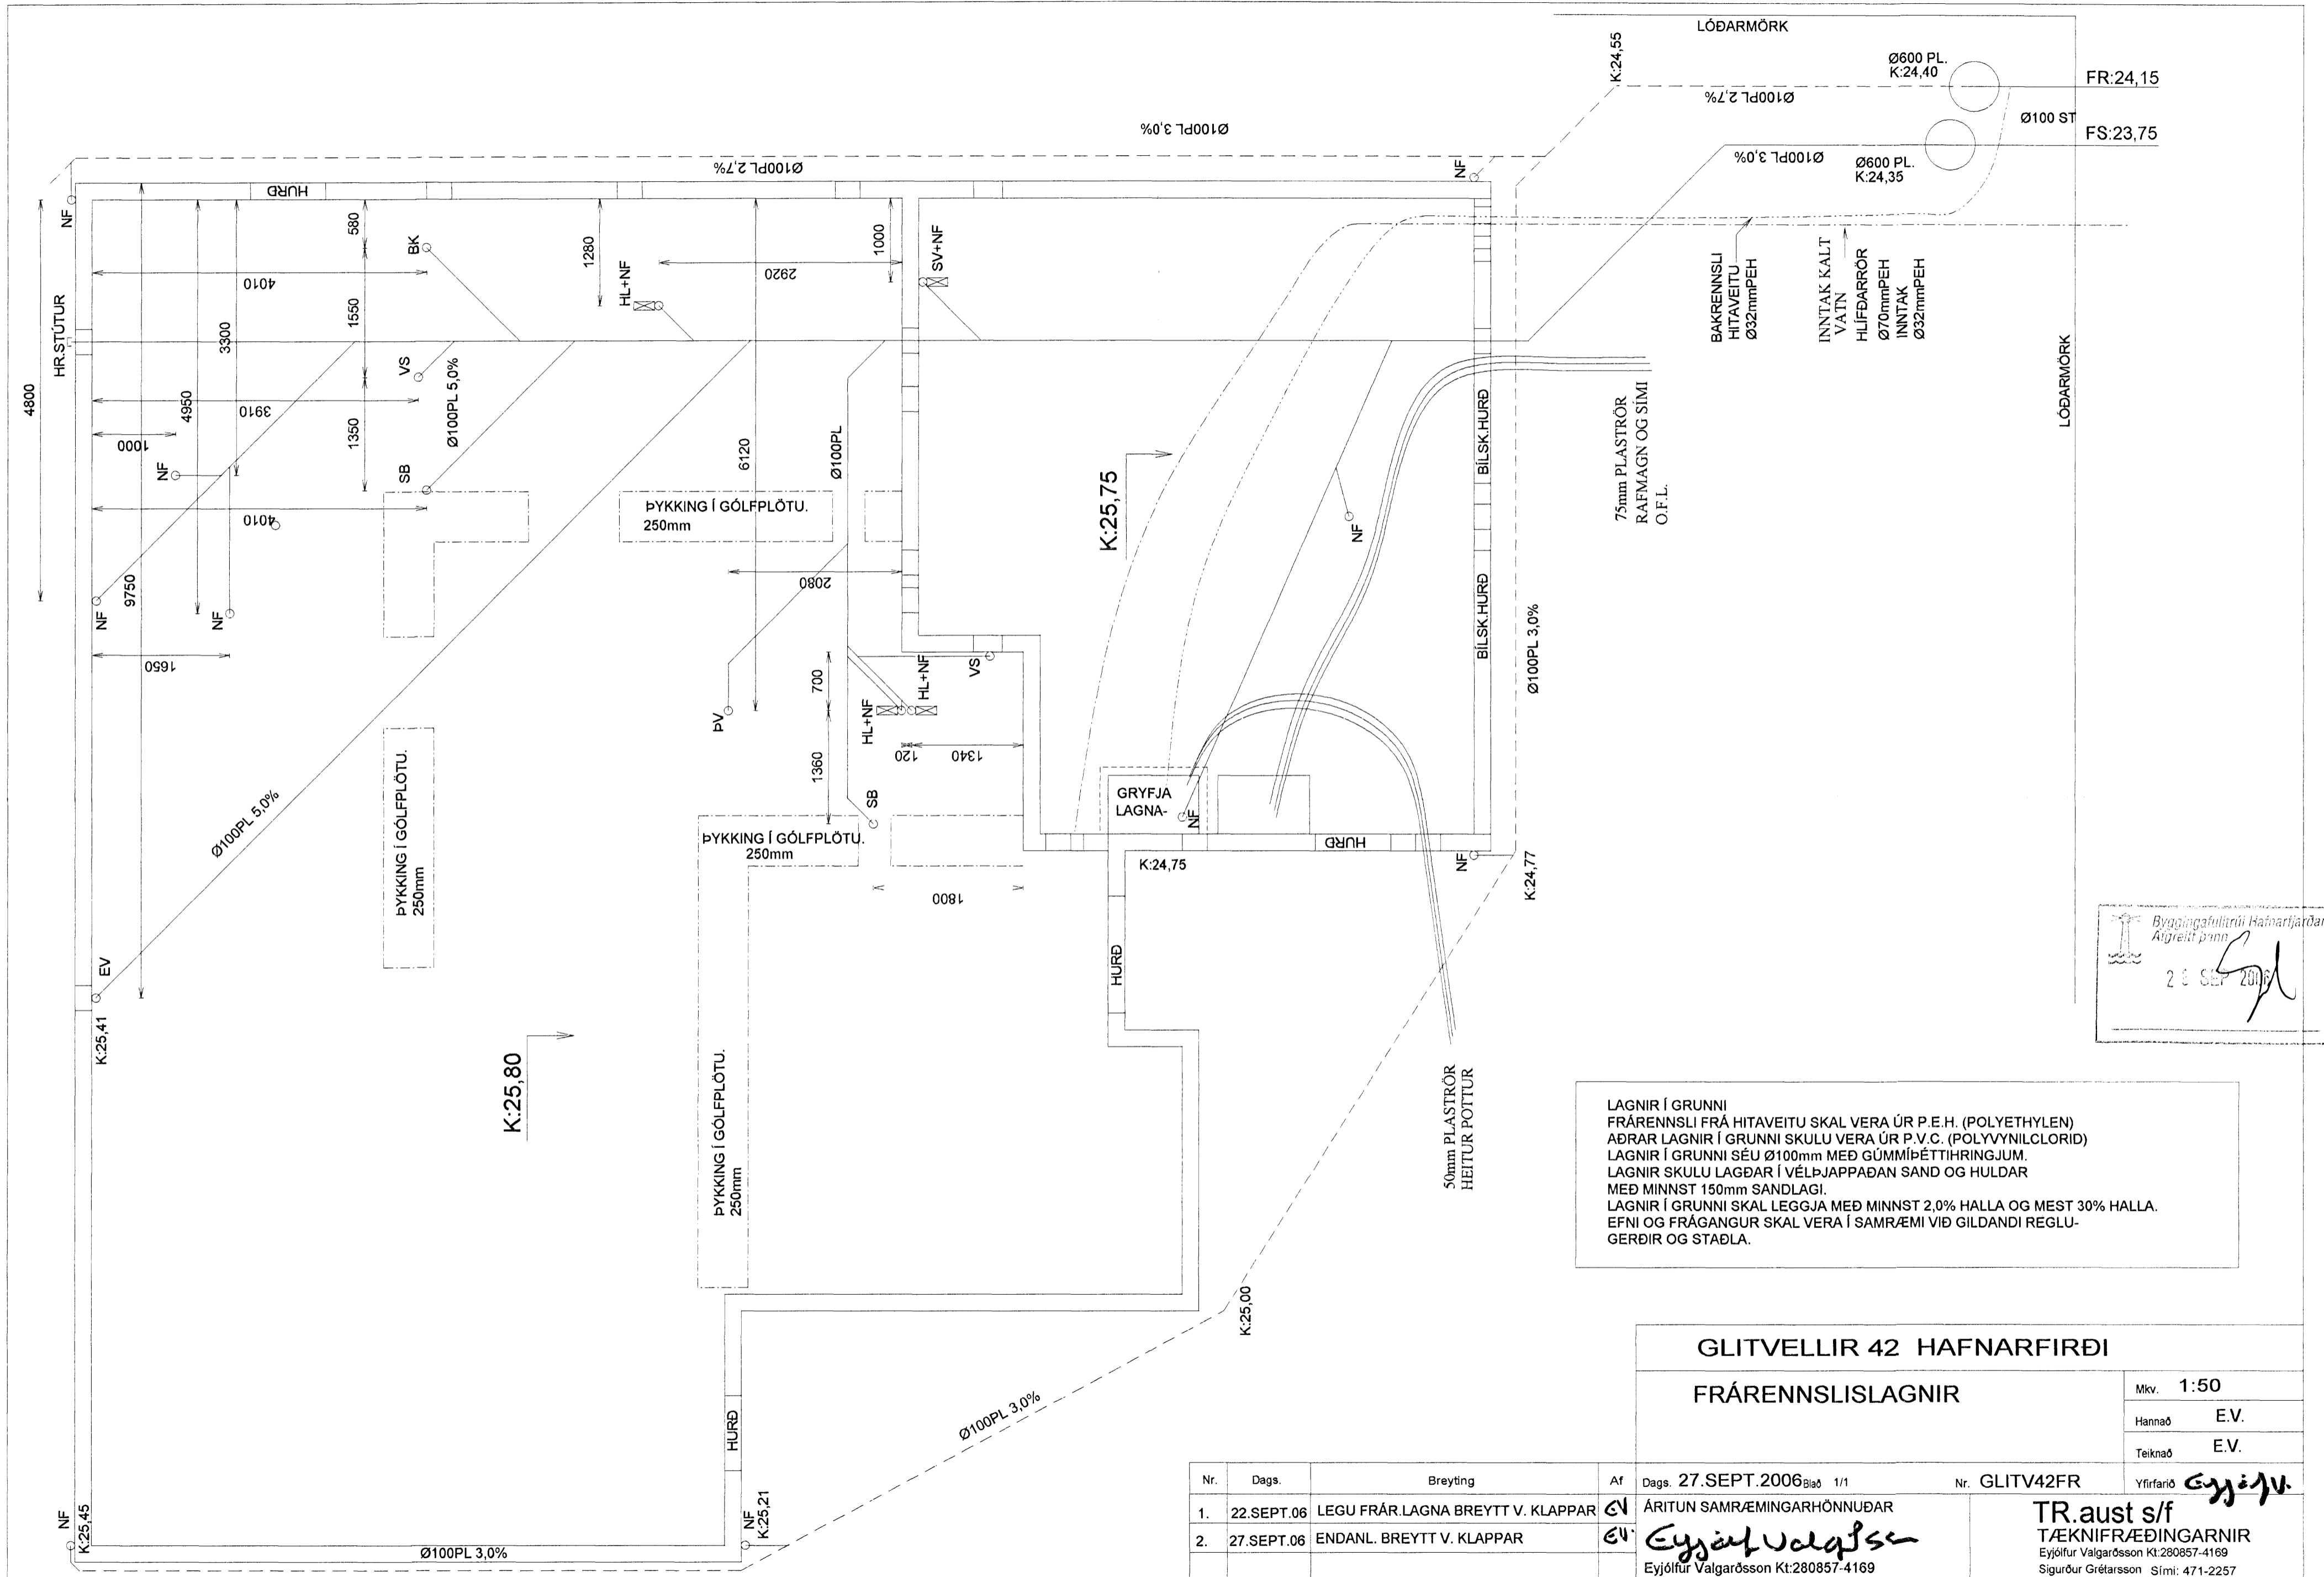 LÓÐARMÖRK
K:24,55
Ø600 PL.
K:24,40
FR:24,15
Ø100PL 2,7%
Ø100 ST
FS:23,75
Ø100PL 3,0%
Ø600 PL.
K:24,35
Ø100PL 3,0%
Ø100PL 2,7%
NF
NF
HURÐ
HR.STÚTUR
4800
580
BK
4010
1550
3300
1280
HL+NF
2920
1000
SV+NF
VS
Ø100PL 5,0%
4950
3910
1000
1350
NF
SB
4010
9750
NF
NF
1650
6120
Ø100PL
ÞYKKING Í GÓLFPLÖTU.
250mm
2080
K:25,75
NF
BÍLSK.HURÐ
BÍLSK.HURÐ
Ø100PL 3,0%
BAKRENNSLI
HITAVEITU
Ø32mmPEH
INNTAK KALT
VATN
HLÍFÐARRÖR
Ø70mmPEH
INNTAK
Ø32mmPEH
LÓÐARMÖRK
75mm PLASTRÖR
RAFMAGN OG SÍMI
O.F.L.
ÞV
700
HL+NF
HL+NF
VS
120
1340
1360
SB
GRYFJA
LAGNA-
NF
HURÐ
NF
K:24,77
K:24,75
ÞYKKING Í GÓLFPLÖTU.
250mm
ÞYKKING Í GÓLFPLÖTU.
250mm
1800
Ø100PL 5,0%
EV
K:25,41
K:25,80
HURÐ
ÞYKKING Í GÓLFPLÖTU.
250mm
50mm PLASTRÖR
HEITUR POTTUR
K:25,00
Ø100PL 3,0%
HURÐ
NF
K:25,21
NF
K:25,45
Ø100PL 3,0%
Byggingafulltrúi Hafnarfjarðar
Afgreitt þann
SEP 2006
LAGNIR Í GRUNNI
FRÁRENNSLI FRÁ HITAVEITU SKAL VERA ÚR P.E.H. (POLYETHYLEN)
AÐRAR LAGNIR Í GRUNNI SKULU VERA ÚR P.V.C. (POLYVYNILCLORID)
LAGNIR Í GRUNNI SÉU Ø100mm MEÐ GÚMMÍÞÉTTIHRINGJUM.
LAGNIR SKULU LAGÐAR Í VÉLÞJAPPAÐAN SAND OG HULDAR
MEÐ MINNST 150mm SANDLAGI.
LAGNIR Í GRUNNI SKAL LEGGJA MEÐ MINNST 2,0% HALLA OG MEST 30% HALLA.
EFNI OG FRÁGANGUR SKAL VERA Í SAMRÆMI VIÐ GILDANDI REGLU-
GERÐIR OG STAÐLA.
GLITVELLIR 42 HAFNARFIRÐI
FRÁRENNSLISLAGNIR
Mkv. 1:50
Hannað E.V.
Teiknað E.V.
Nr. Dags. Breyting Af
1. 22.SEPT.06 LEGU FRÁR.LAGNA BREYTT V. KLAPPAR EV
2. 27.SEPT.06 ENDANL. BREYTT V. KLAPPAR EV
Dags. 27.SEPT.2006 Blað 1/1 Nr. GLITV42FR
Yfirfarið Eyjólf V.
ÁRITUN SAMRÆMINGARHÖNNUÐAR
Eyjólfur Valgarðsson Kt:280857-4169
TR.aust s/f
TÆKNIFRÆÐINGARNIR
Eyjólfur Valgarðsson Kt:280857-4169
Sigurður Grétarsson Sími: 471-2257